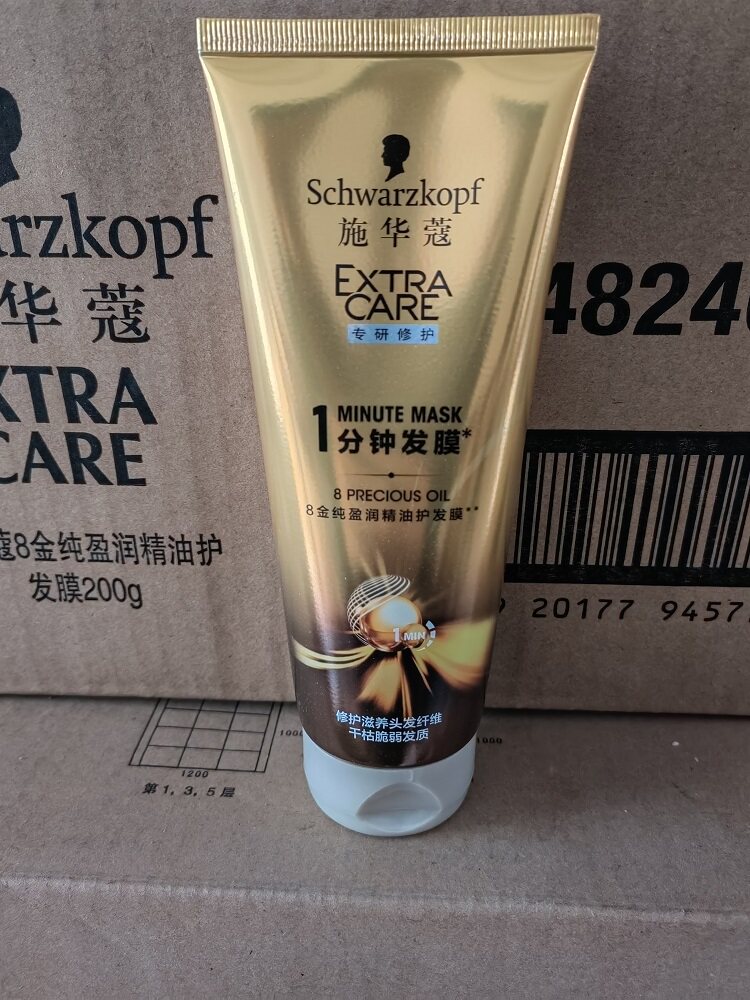 Schwarzkopf
施华蔻
EXTRA
CARE
专研修护
1 MINUTE MASK
分钟发膜*
8 PRECIOUS OIL
8金纯盈润精油护发膜**
1 MIN
修护滋养头发纤维
干枯脆弱发质
arzkopf
华蔻
XTRA
CARE
蔻8金纯盈润精油护
发膜200g
4824
20177 9457
1200
第1,3,5层
1000